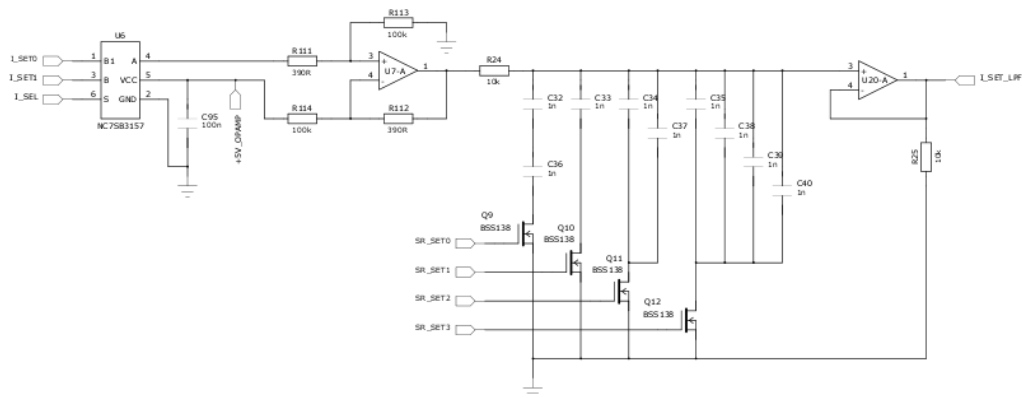 R113
100k
U6
I_SET0
1
B1
A
4
R111
390R
3
+
U7-A
1
R24
10k
3
+
U20-A
1
I_SET_LPF
I_SET1
3
B
VCC
5
4
-
4
-
I_SEL
6
S
GND
2
R114
100k
R112
390R
C32
1n
C33
1n
C34
1n
C35
1n
NC7SB3157
C95
100n
+5V_OPAMP
C37
1n
C38
1n
R25
10k
C36
1n
C39
1n
C40
1n
Q9
BSS138
SR_SET0
Q10
BSS138
SR_SET1
Q11
BSS138
SR_SET2
Q12
BSS138
SR_SET3